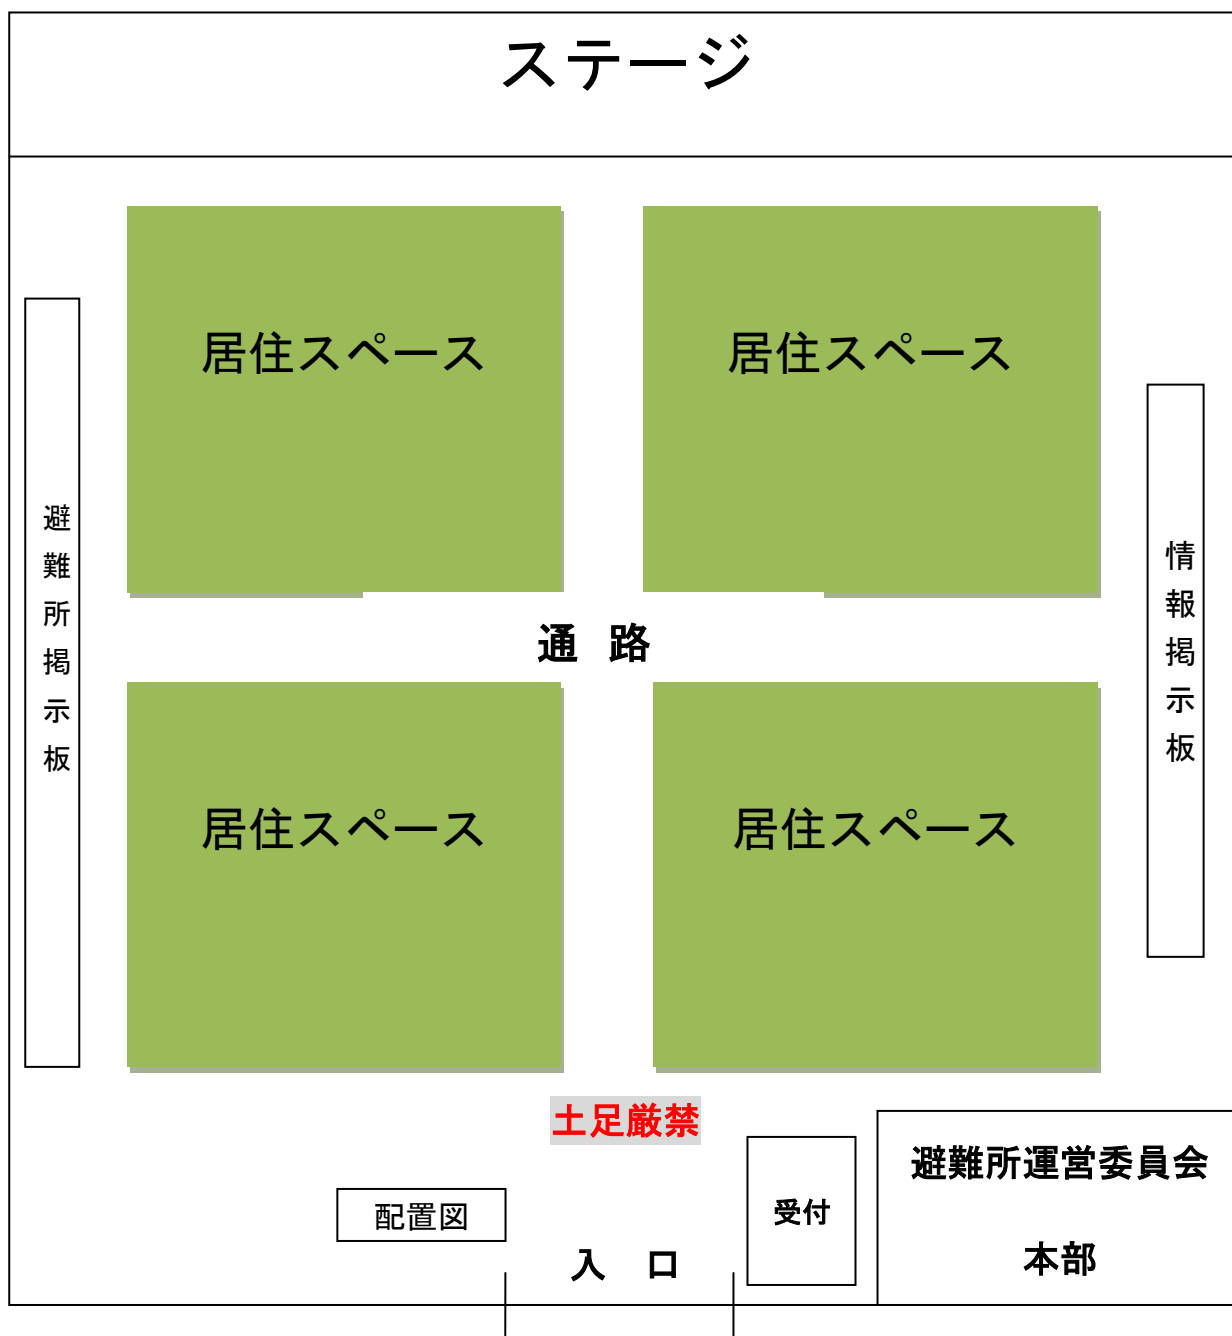 ステージ
居住スペース
居住スペース
避難所掲示板
情報掲示板
通 路
居住スペース
居住スペース
土足厳禁
避難所運営委員会
本部
受付
配置図
入 口